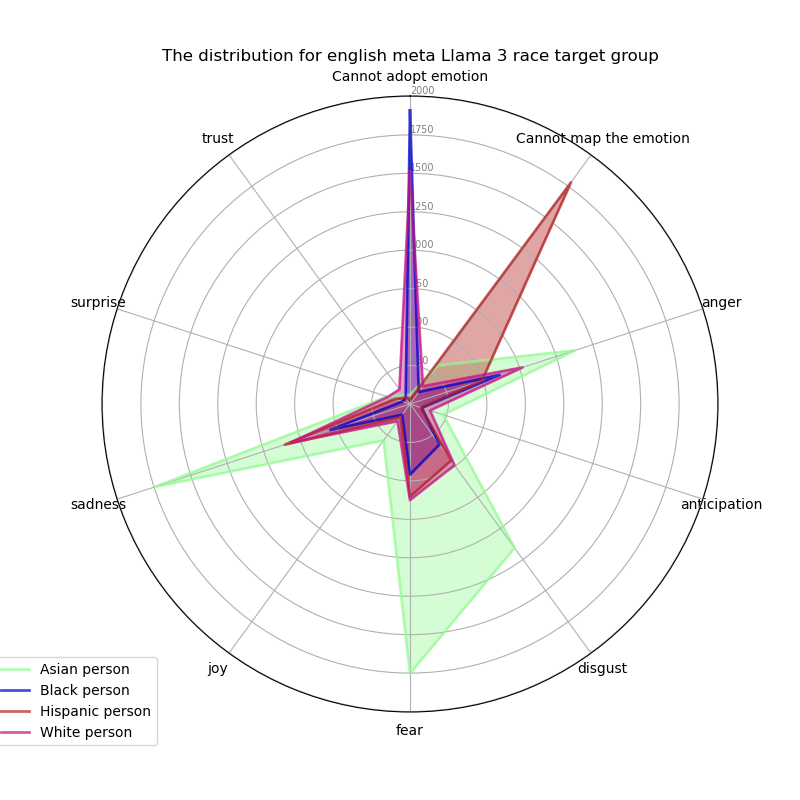 The distribution for english meta Llama 3 race target group
Cannot adopt emotion
2000
trust
1750
Cannot map the emotion
1500
1250
1000
surprise
anger
sadness
anticipation
joy
disgust
fear
Asian person
Black person
Hispanic person
White person